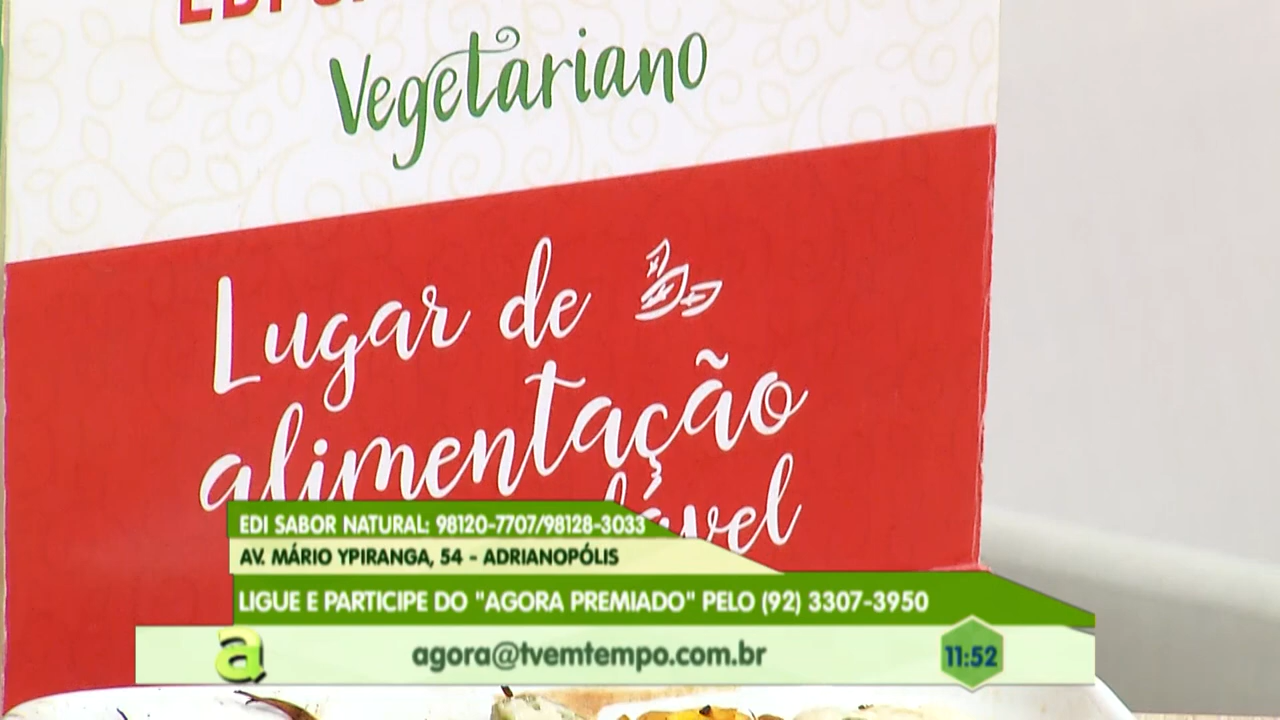 EDI
Vegetariano
Lugar de
alimentação
EDI SABOR NATURAL: 98120-7707/98128-3033
AV. MÁRIO YPIRANGA, 54 - ADRIANOPÓLIS
LIGUE E PARTICIPE DO "AGORA PREMIADO" PELO (92) 3307-3950
a
agora@tvemtempo.com.br
11:52